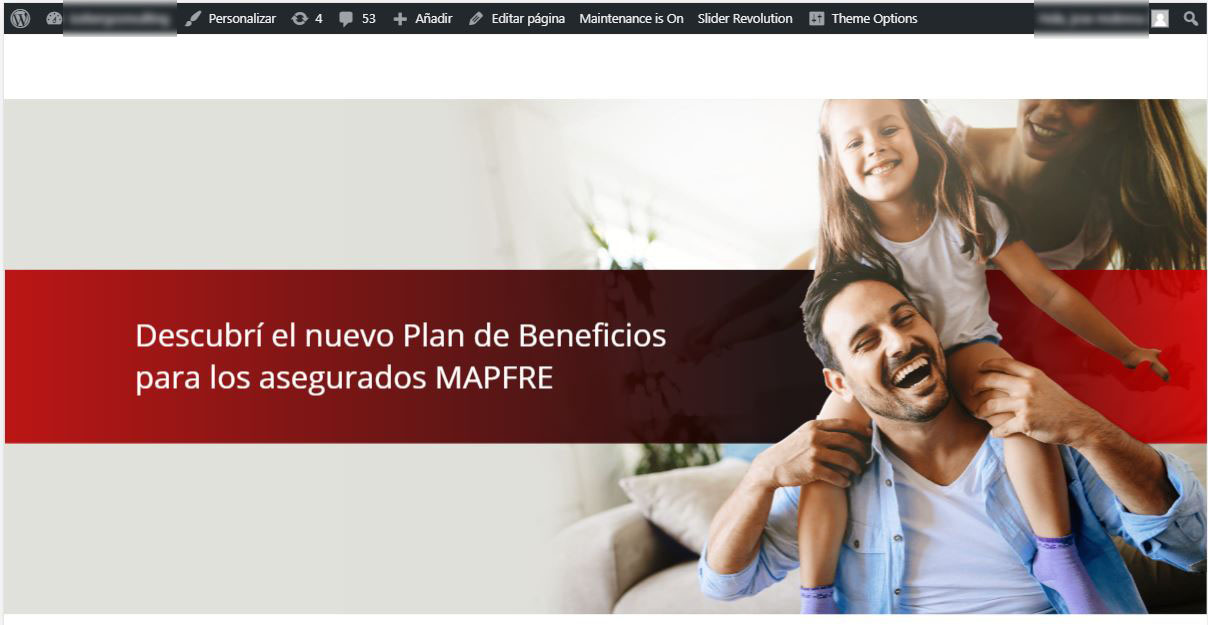 Personalizar 4 53 Añadir Editar página Maintenance is On Slider Revolution Theme Options
Descubrí el nuevo Plan de Beneficios
para los asegurados MAPFRE